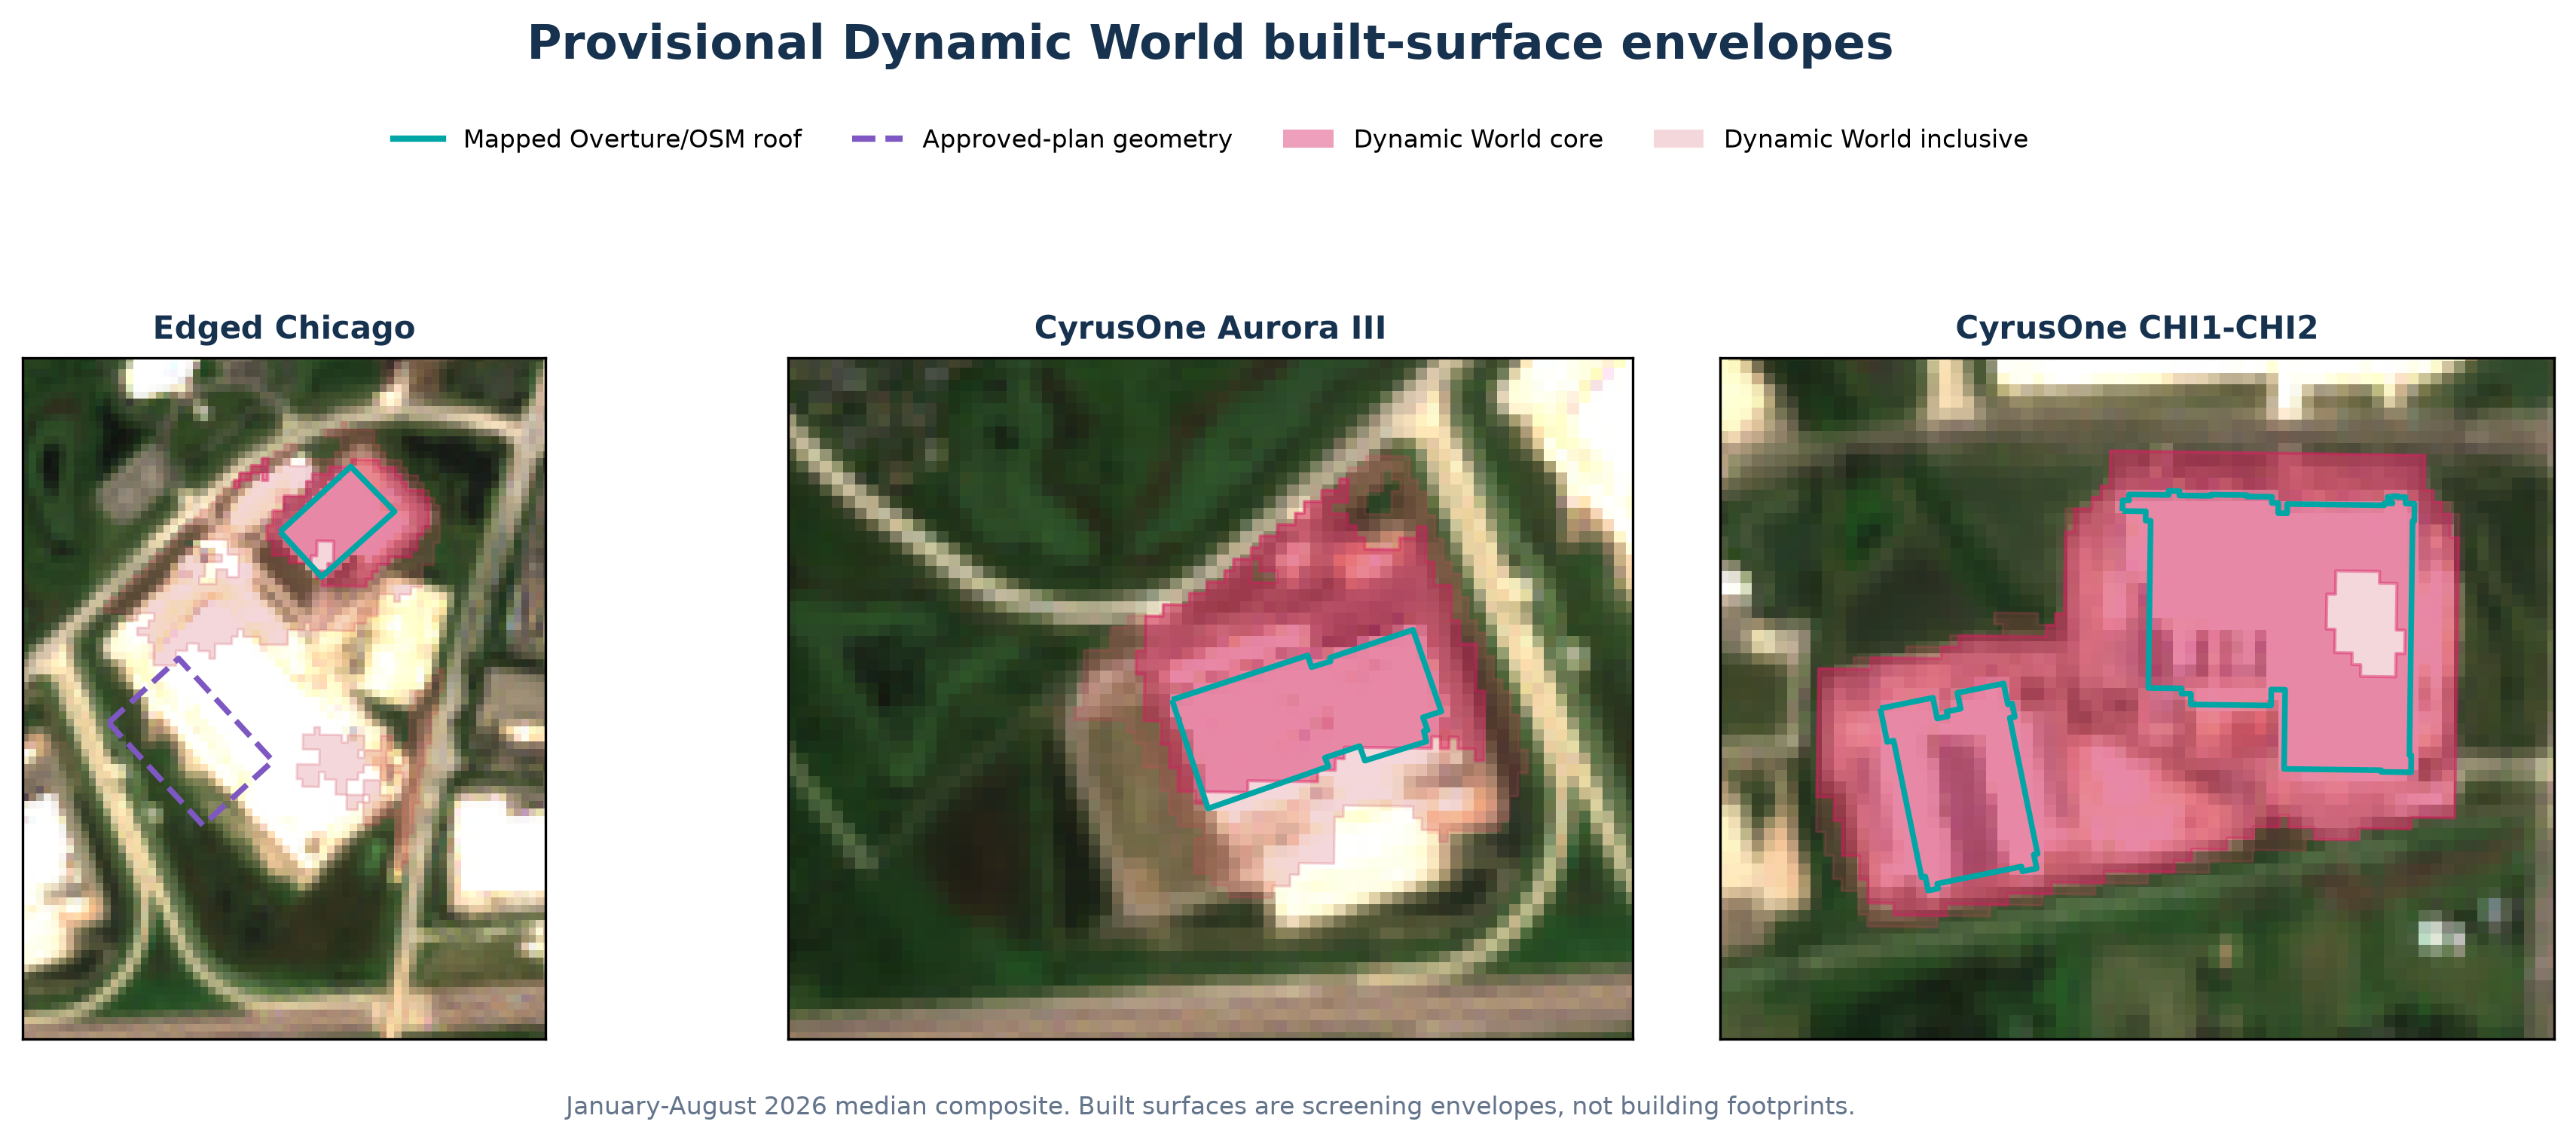 Provisional Dynamic World built-surface envelopes
Mapped Overture/OSM roof
Approved-plan geometry
Dynamic World core
Dynamic World inclusive
Edged Chicago
CyrusOne Aurora III
CyrusOne CHI1-CHI2
January-August 2026 median composite. Built surfaces are screening envelopes, not building footprints.